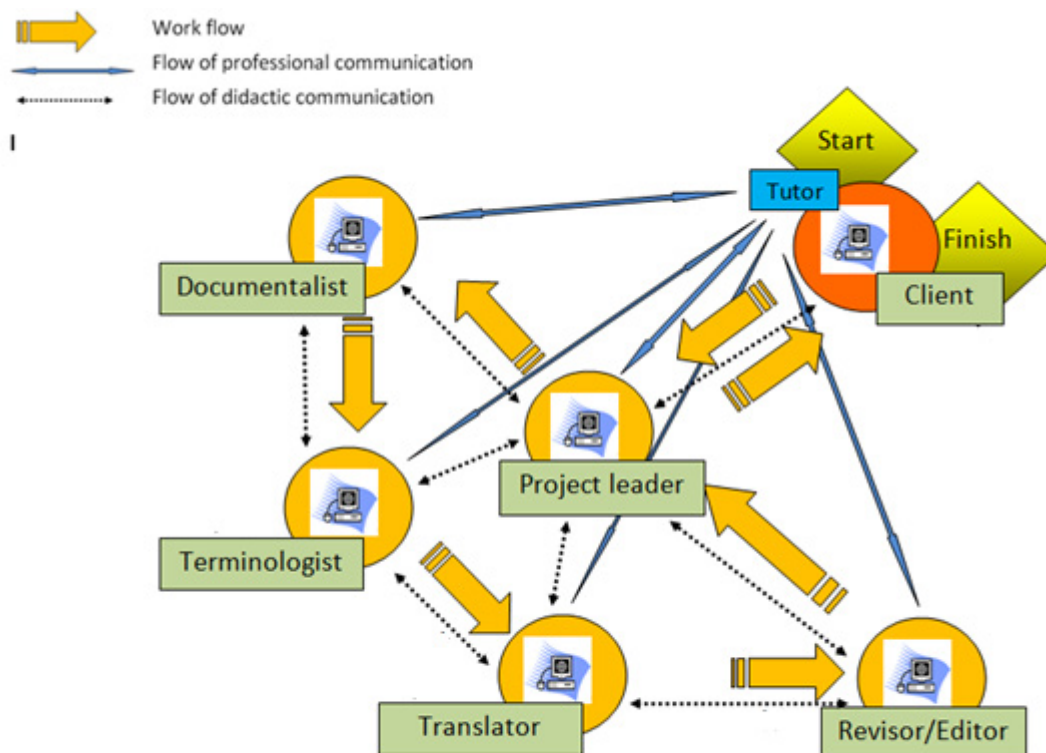 Work flow
Flow of professional communication
Flow of didactic communication
I
Start
Tutor
Finish
Documentalist
Client
Project leader
Terminologist
Translator
Revisor/Editor